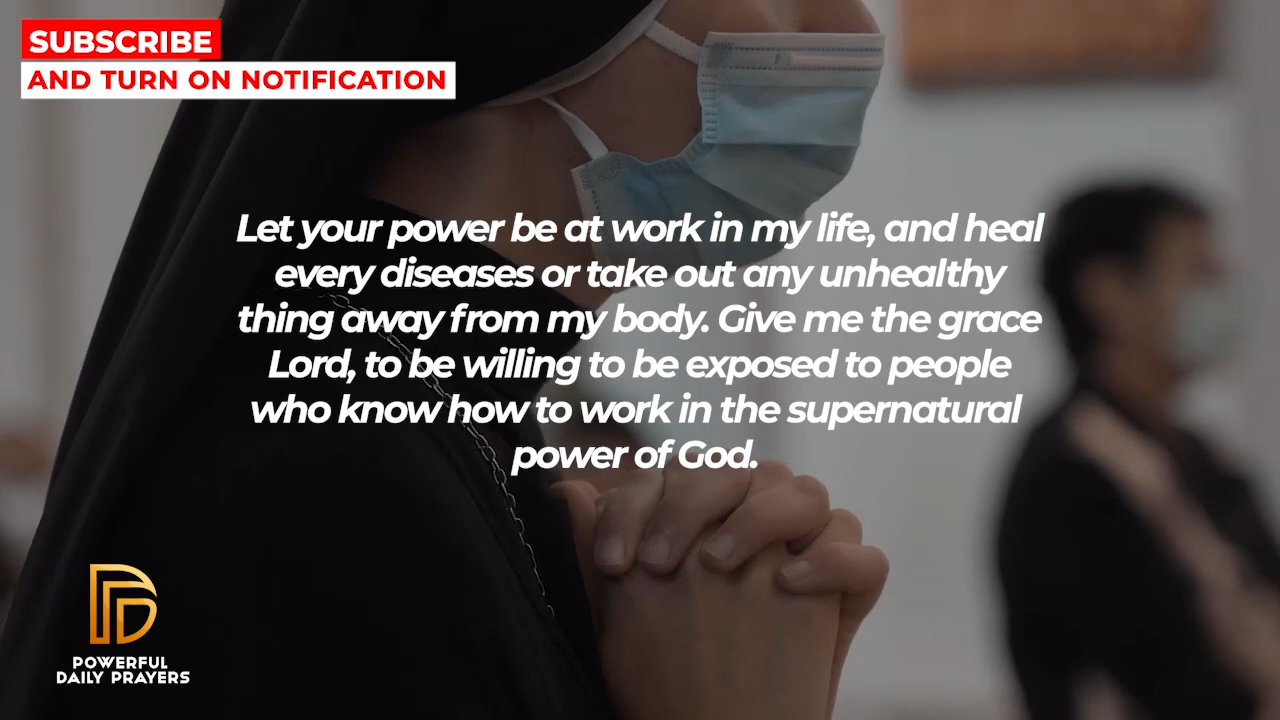 SUBSCRIBE
AND TURN ON NOTIFICATION
Let your power be at work in my life, and heal
every diseases or take out any unhealthy
thing away from my body. Give me the grace
Lord, to be willing to be exposed to people
who know how to work in the supernatural
power of God.
POWERFUL
DAILY PRAYERS